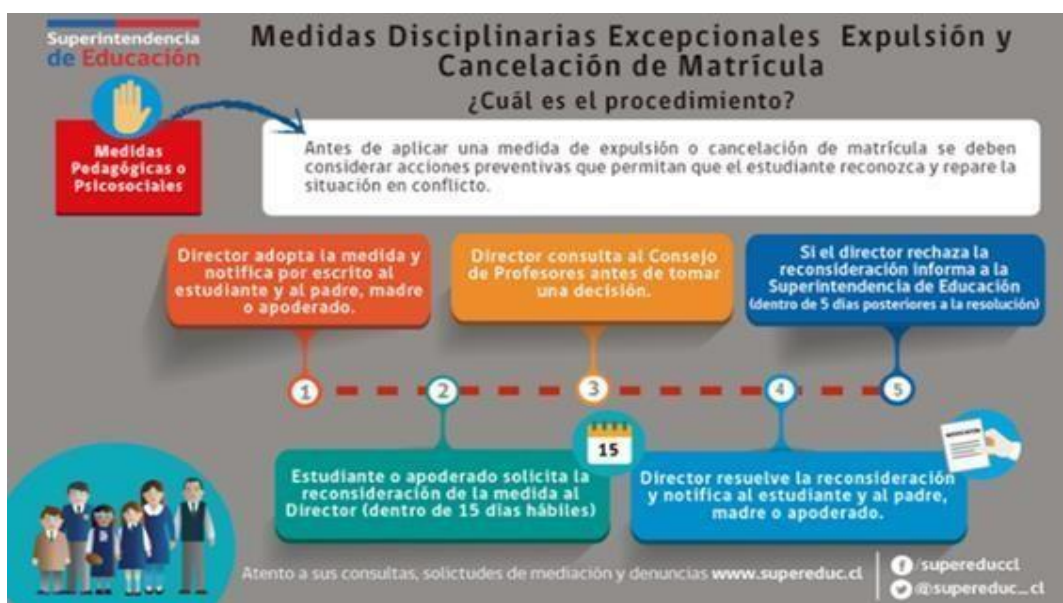 Superintendencia
de Educación
Medidas Disciplinarias Excepcionales Expulsión y
Cancelación de Matrícula
¿Cuál es el procedimiento?
Medidas
Pedagógicas o
Psicosociales
Antes de aplicar una medida de expulsión o cancelación de matrícula se deben
considerar acciones preventivas que permitan que el estudiante reconozca y repare la
situación en conflicto.
Director adopta la medida y
notifica por escrito al
estudiante y al padre, madre
o apoderado.
Director consulta al Consejo
de Profesores antes de tomar
una decisión.
Si el director rechaza la
reconsideración informa a la
Superintendencia de Educación
(dentro de 5 días posteriores a la resolución)
1
2
3
4
5
15
Estudiante o apoderado solicita la
reconsideración de la medida al
Director (dentro de 15 días hábiles)
Director resuelve la reconsideración
y notifica al estudiante y al padre,
madre o apoderado.
Atento a sus consultas, solictudes de mediación y denuncias www.supereduc.cl
/supereduccl
@supereduc_cl